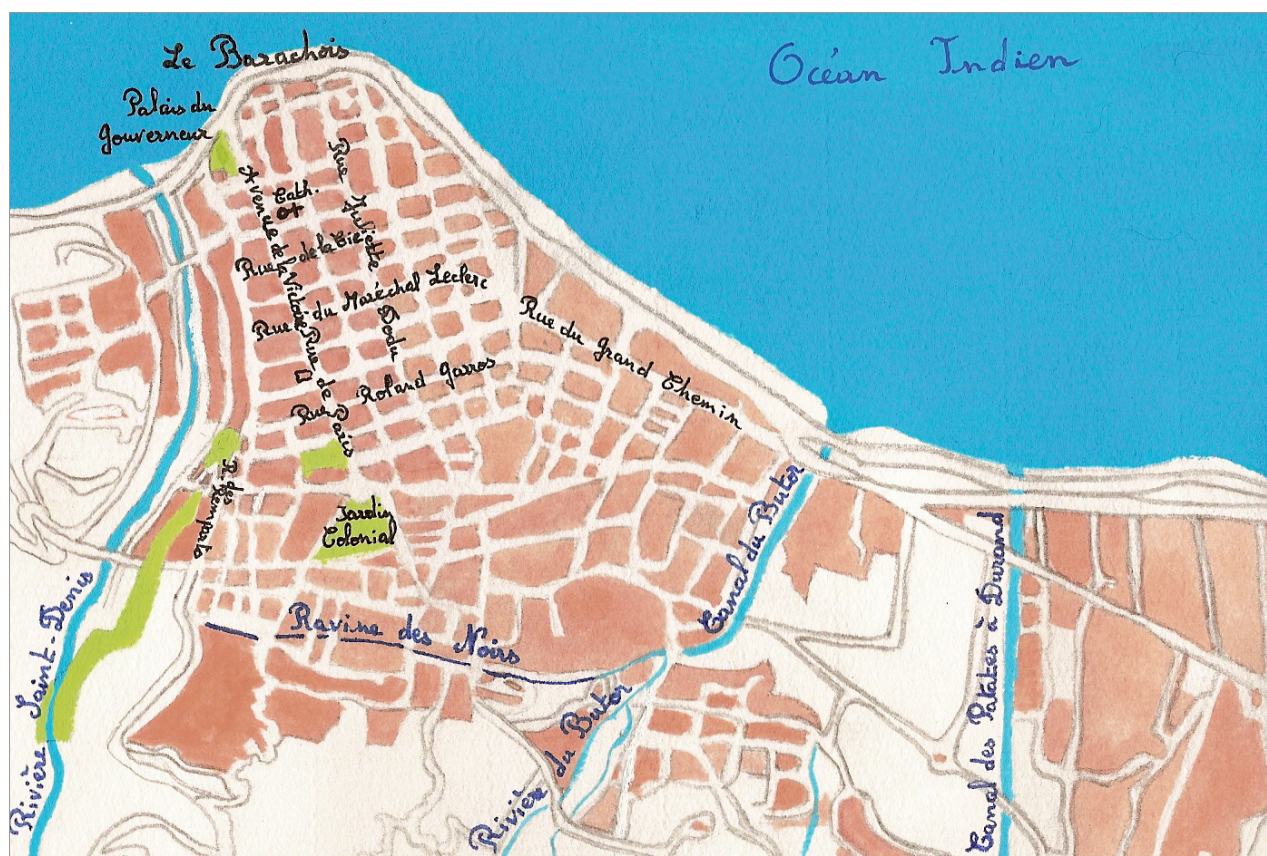 Le Barachois
Océan Indien
Palais du
Gouverneur
Cath.
Avenue de la Victoire
Rue Juliette Dodu
Rue de la Cie
Rue du Maréchal Leclerc
Rue du Grand Chemin
Rue de Paris
Rue Roland Garros
R. des Remparts
Jardin
Colonial
Canal du Butor
Ravine des Noirs
Rivière Saint-Denis
Rivière du Butor
Canal des Patates à Durand